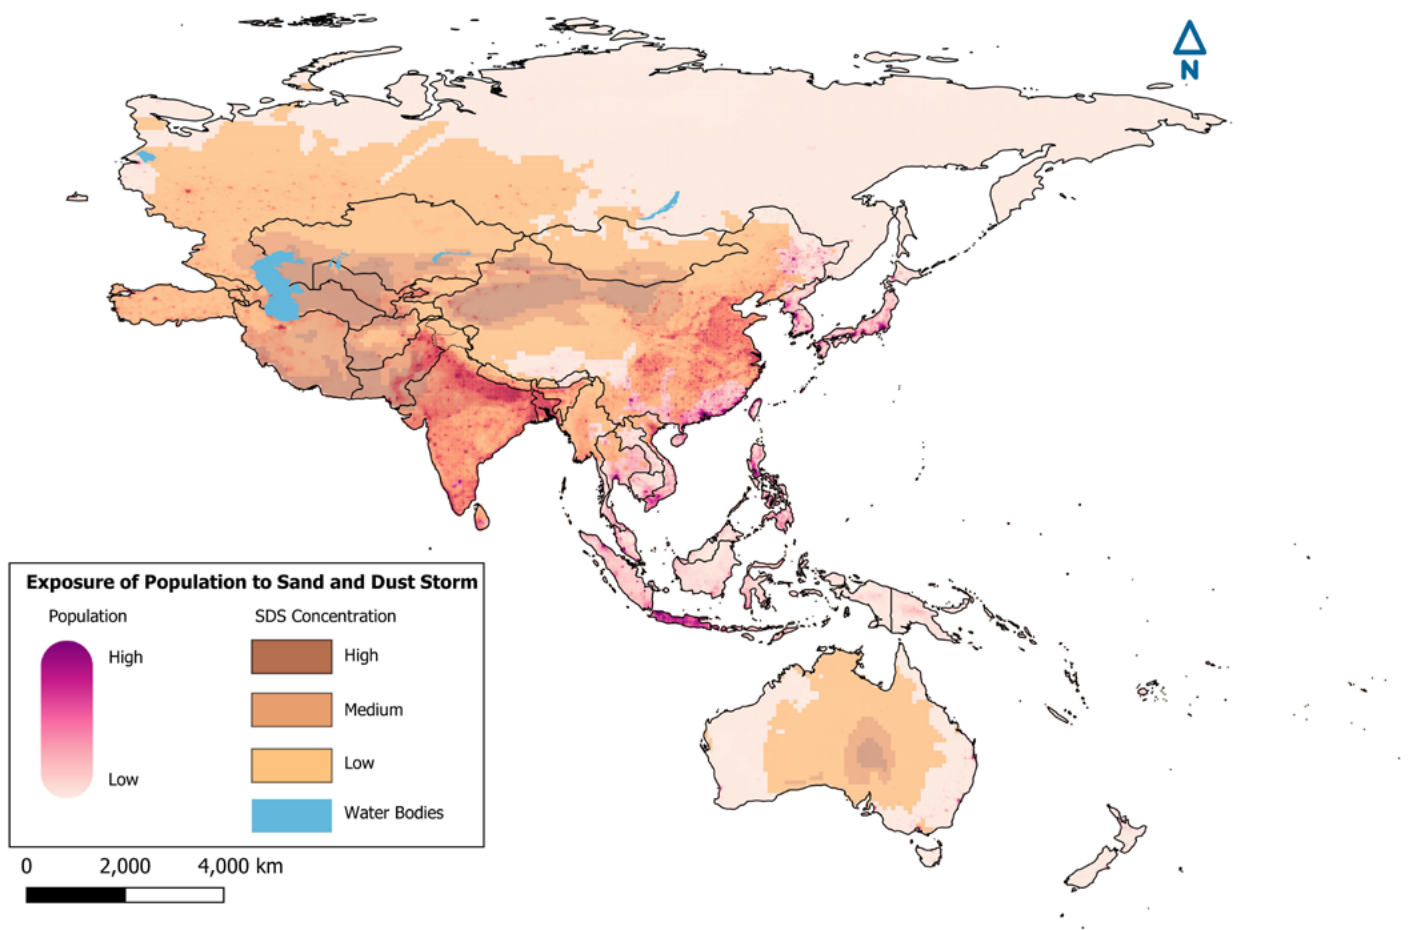 N
Exposure of Population to Sand and Dust Storm
Population
SDS Concentration
High
High
Medium
Low
Low
Water Bodies
0 2,000 4,000 km